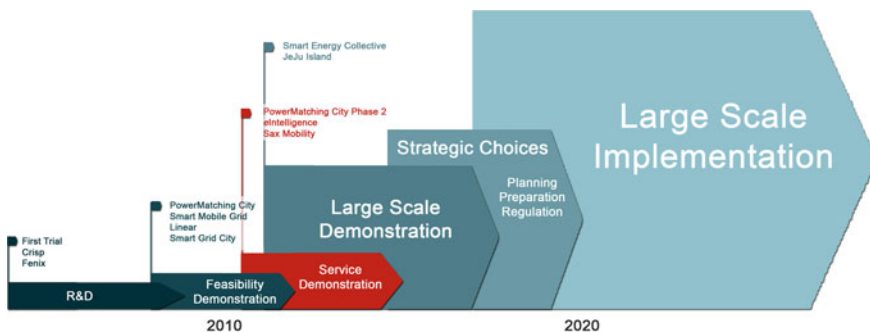 Smart Energy Collective
JeJu Island
PowerMatching City Phase 2
eIntelligence
Sax Mobility
PowerMatching City
Smart Mobile Grid
Linear
Smart Grid City
First Trial
Crisp
Fenix
R&D
Feasibility
Demonstration
Service
Demonstration
Large Scale
Demonstration
Strategic Choices
Planning
Preparation
Regulation
Large Scale
Implementation
2010
2020